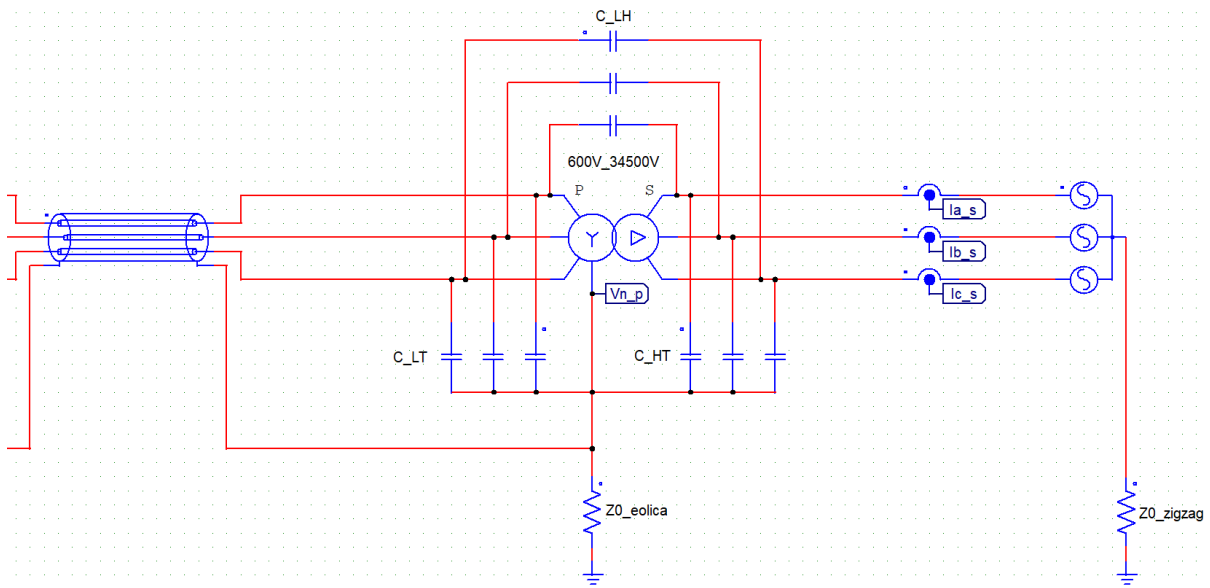 C_LH
600V_34500V
P
S
Ia_s
Ib_s
Ic_s
Vn_p
C_LT
C_HT
Z0_eolica
Z0_zigzag